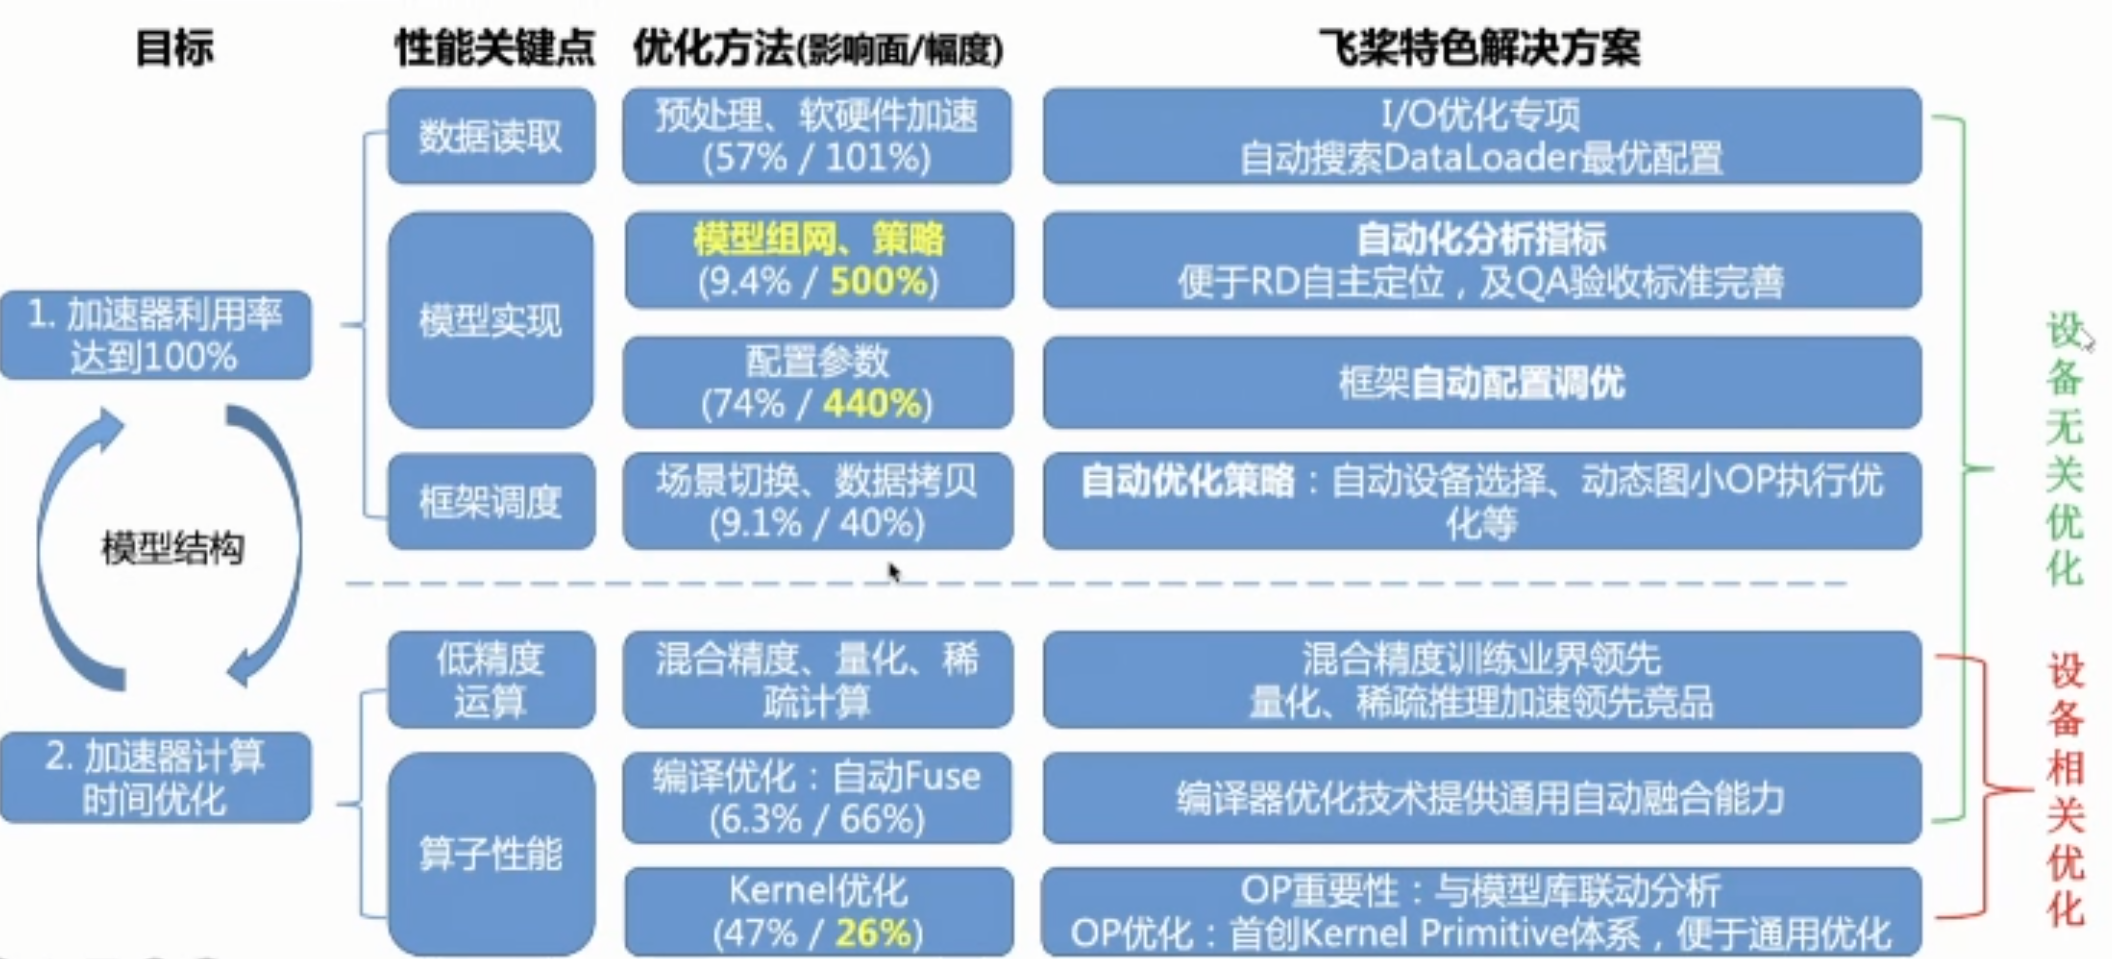 目标
性能关键点
优化方法(影响面/幅度)
飞桨特色解决方案
1. 加速器利用率
达到100%
模型结构
2. 加速器计算
时间优化
数据读取
预处理、软硬件加速
(57% / 101%)
I/O优化专项
自动搜索DataLoader最优配置
模型实现
模型组网、策略
(9.4% / 500%)
自动化分析指标
便于RD自主定位，及QA验收标准完善
配置参数
(74% / 440%)
框架自动配置调优
框架调度
场景切换、数据拷贝
(9.1% / 40%)
自动优化策略：自动设备选择、动态图小OP执行优
化等
低精度
运算
混合精度、量化、稀
疏计算
混合精度训练业界领先
量化、稀疏推理加速领先竞品
算子性能
编译优化：自动Fuse
(6.3% / 66%)
编译器优化技术提供通用自动融合能力
Kernel优化
(47% / 26%)
OP重要性：与模型库联动分析
OP优化：首创Kernel Primitive体系，便于通用优化
设备无关优化
设备相关优化